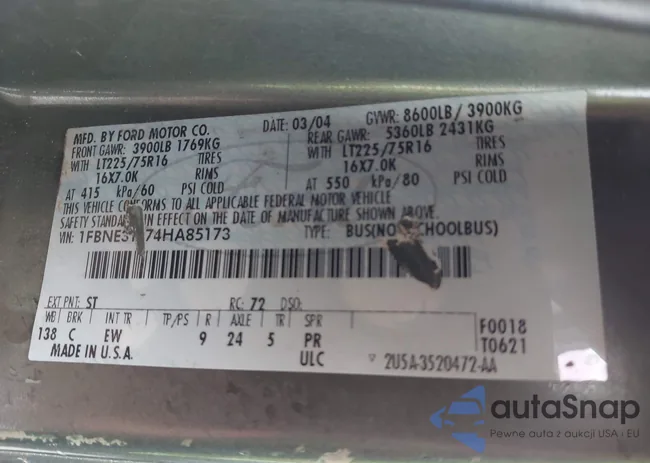 MFD. BY FORD MOTOR CO.
DATE: 03/04
GVWR: 8600LB / 3900KG
FRONT GAWR: 3900LB 1769KG
REAR GAWR: 5360LB 2431KG
WITH LT225/75R16 TIRES
LT225/75R16 TIRES
16X7.0K RIMS
16X7.0K RIMS
AT 415 kPa/60 PSI COLD
AT 550 kPa/80 PSI COLD
THIS VEHICLE CONFORMS TO ALL APPLICABLE FEDERAL MOTOR VEHICLE
SAFETY STANDARDS IN EFFECT ON THE DATE OF MANUFACTURE SHOWN ABOVE.
VIN: 74HA85173
TYPE: BUS(NOT SCHOOLBUS)
EXT PNT: ST RC: 72 DSO:
WB BRK INT TR TP/PS R AXLE TR SPR
138 C EW 9 24 5 PR
F0018
T0621
MADE IN U.S.A.
ULC
2U5A-3520472-AA
autaSnap
Pewne auta z aukcji USA i EU